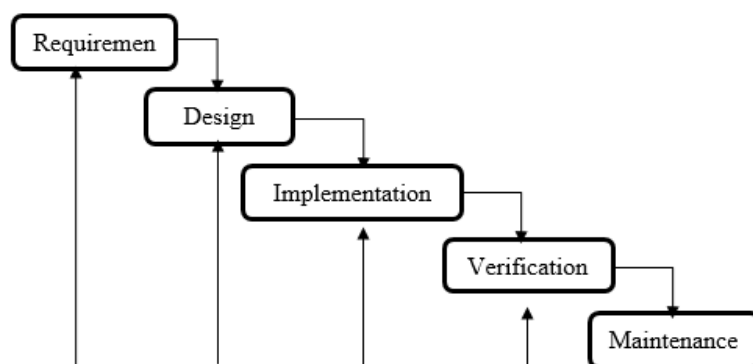 Requiremen
Design
Implementation
Verification
Maintenance